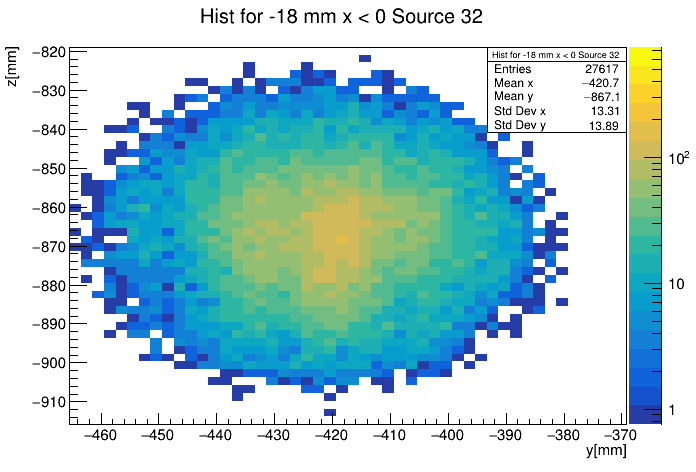 Hist for -18 mm x < 0 Source 32
z[mm]
Hist for -18 mm x < 0 Source 32
Entries 27617
Mean x −420.7
Mean y −867.1
Std Dev x 13.31
Std Dev y 13.89
−820
−830
−840
−850
−860
−870
−880
−890
−900
−910
10²
10
1
−460 −450 −440 −430 −420 −410 −400 −390 −380 −370
y[mm]